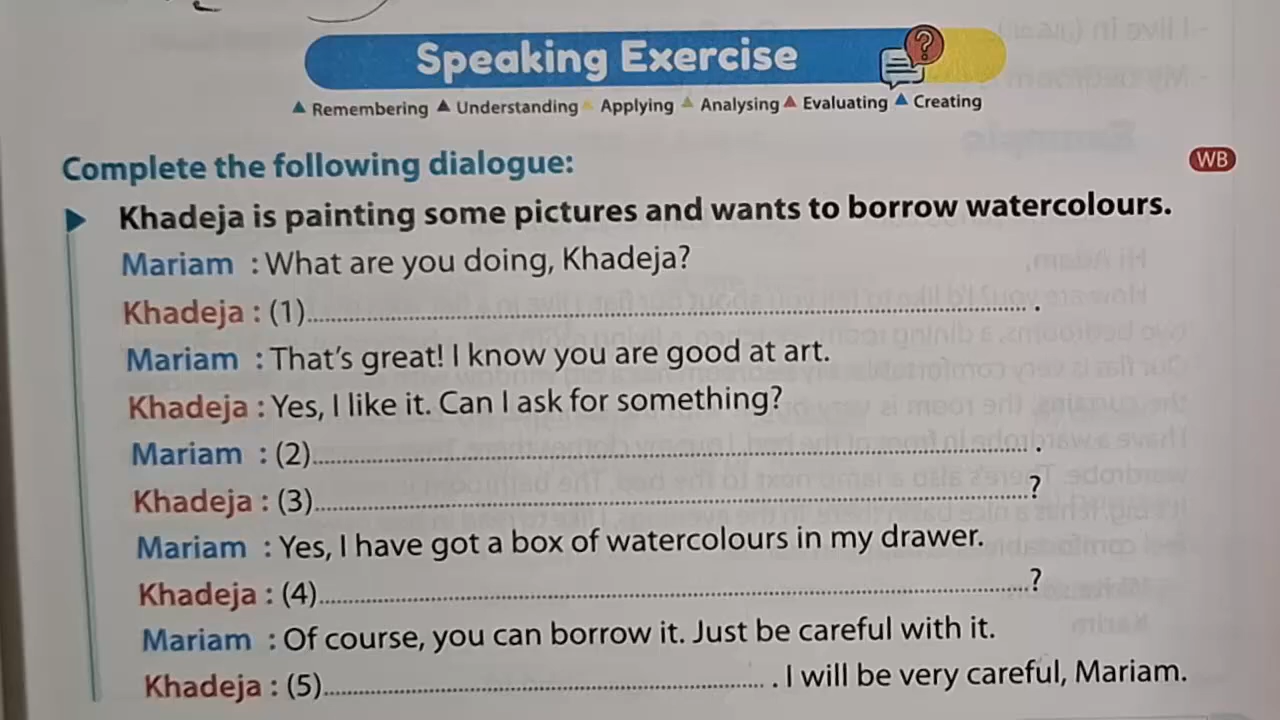 Speaking Exercise
Remembering Understanding Applying Analysing Evaluating Creating
Complete the following dialogue: WB
Khadeja is painting some pictures and wants to borrow watercolours.
Mariam : What are you doing, Khadeja?
Khadeja : (1).................................................. .
Mariam : That's great! I know you are good at art.
Khadeja : Yes, I like it. Can I ask for something?
Mariam : (2).................................................. .
Khadeja : (3)..................................................?
Mariam : Yes, I have got a box of watercolours in my drawer.
Khadeja : (4)..................................................?
Mariam : Of course, you can borrow it. Just be careful with it.
Khadeja : (5).................................................. . I will be very careful, Mariam.